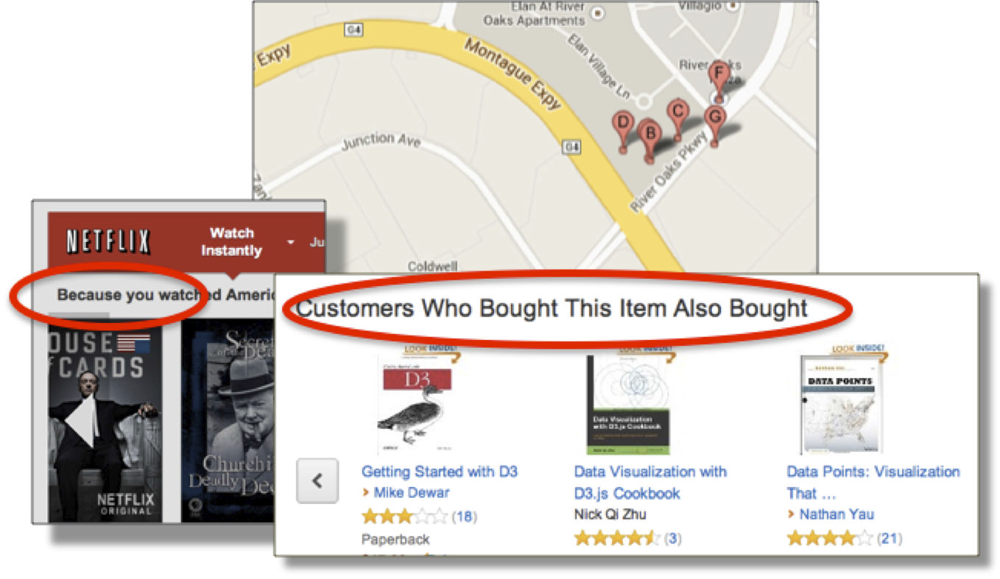 Elan At River
Oaks Apartments
Villagio
G4
Expy
Montague Expy
Elan Village Ln
River
F
D
B
C
G
Junction Ave
G4
River Oaks Pkwy
Coldwell
NETFLIX
Watch
Instantly
Ju
Because you watched Americ
OUSE
CARDS
NETFLIX
ORIGINAL
Secret
Churchi
Deadly Dec
Customers Who Bought This Item Also Bought
LOOK INSIDE!
D3
Getting Started with D3
Mike Dewar
(18)
Paperback
LOOK INSIDE!
Data Visualization
with D3.js Cookbook
Nick Qi Zhu
Data Visualization with
D3.js Cookbook
Nick Qi Zhu
(3)
LOOK INSIDE!
DATA POINTS
Data Points: Visualization
That ...
Nathan Yau
(21)